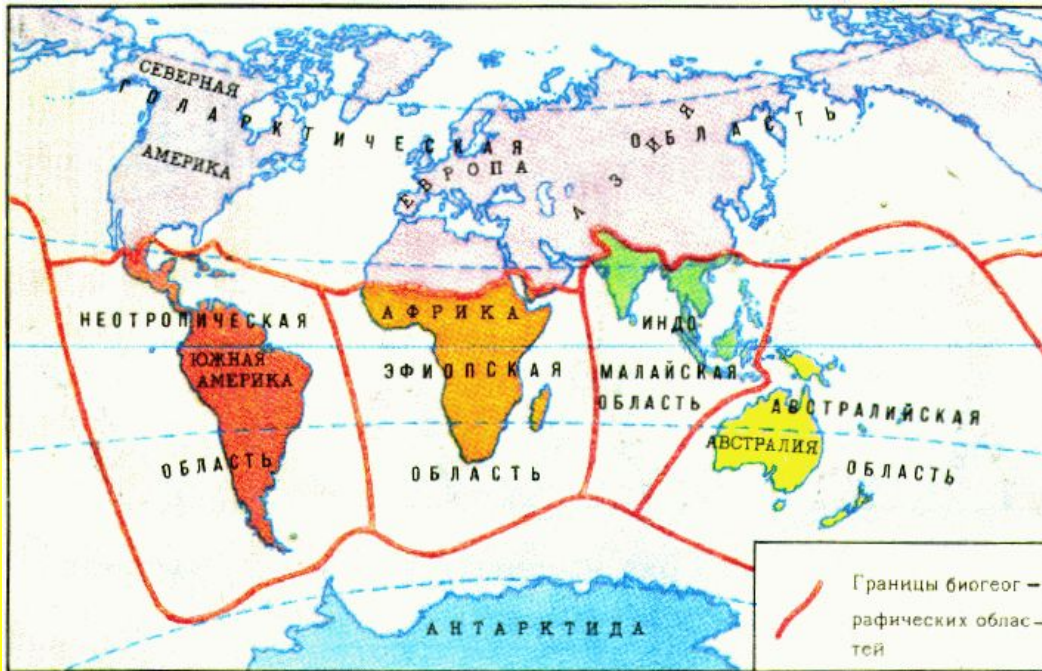 СЕВЕРНАЯ
ГОЛАРКТИЧЕСКАЯ ОБЛАСТЬ
АМЕРИКА
ЕВРОПА
АЗИЯ
НЕОТРОПИЧЕСКАЯ
ОБЛАСТЬ
ЮЖНАЯ
АМЕРИКА
АФРИКА
ЭФИОПСКАЯ
ОБЛАСТЬ
ИНДО
МАЛАЙСКАЯ
ОБЛАСТЬ
АВСТРАЛИЙСКАЯ
ОБЛАСТЬ
АВСТРАЛИЯ
АНТАРКТИДА
Границы биогеог –
рафических облас–
тей